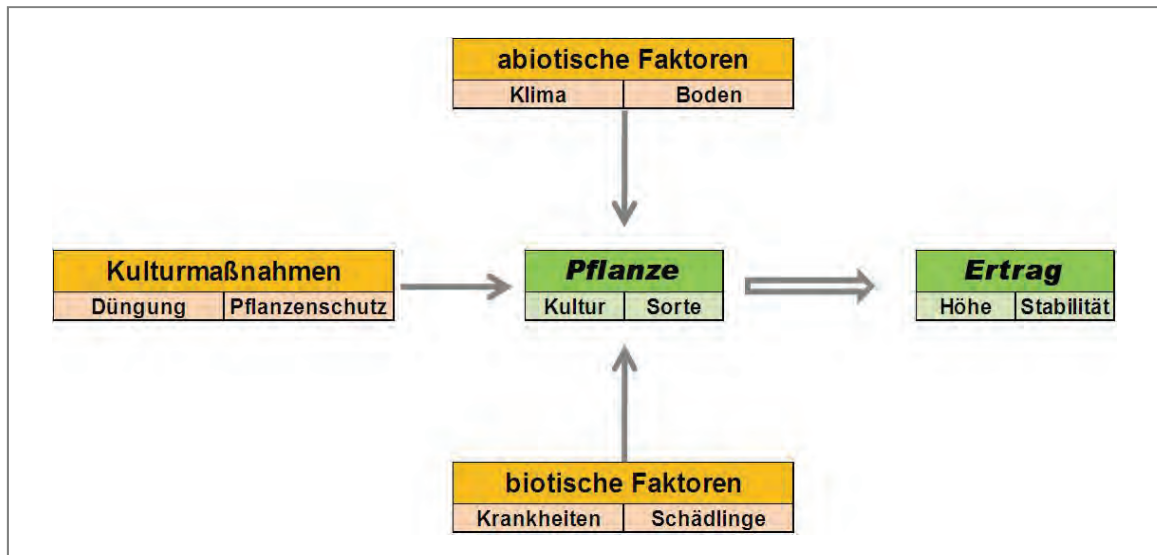 abiotische Faktoren
Klima Boden
Kulturmaßnahmen
Düngung Pflanzenschutz
Pflanze
Kultur Sorte
Ertrag
Höhe Stabilität
biotische Faktoren
Krankheiten Schädlinge